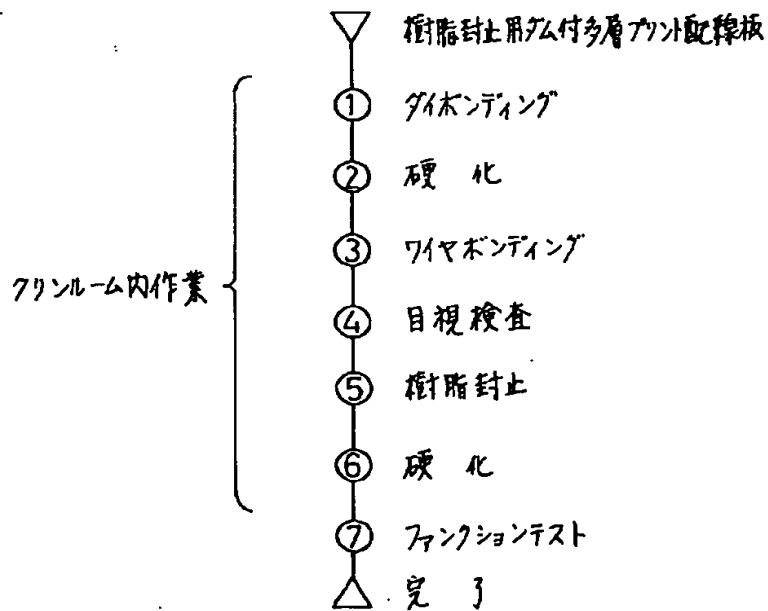 樹脂封止用ダム付多層プリント配線板
① ダイボンディング
② 硬 化
③ ワイヤボンディング
クリンルーム内作業
④ 目視検査
⑤ 樹脂封止
⑥ 硬 化
⑦ ファンクションテスト
完 了